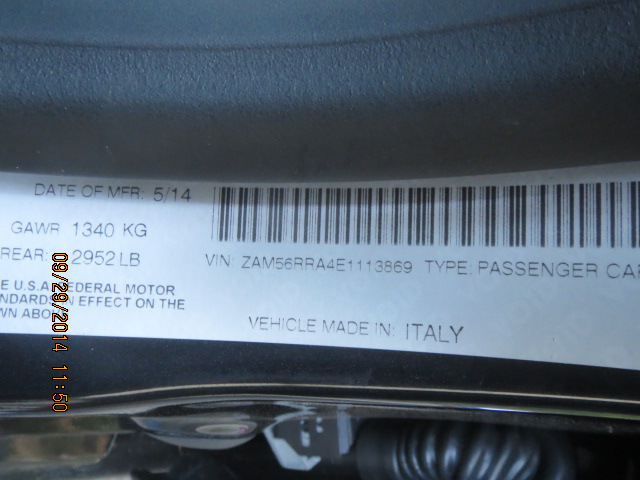 DATE OF MFR: 5/14
GAWR 1340 KG
REAR: 2952 LB
VIN: ZAM56RRA4E1113869 TYPE: PASSENGER CAR
E U.S.A FEDERAL MOTOR
NDARDS IN EFFECT ON THE
WN ABOV
VEHICLE MADE IN: ITALY
09/29/2014 11:50